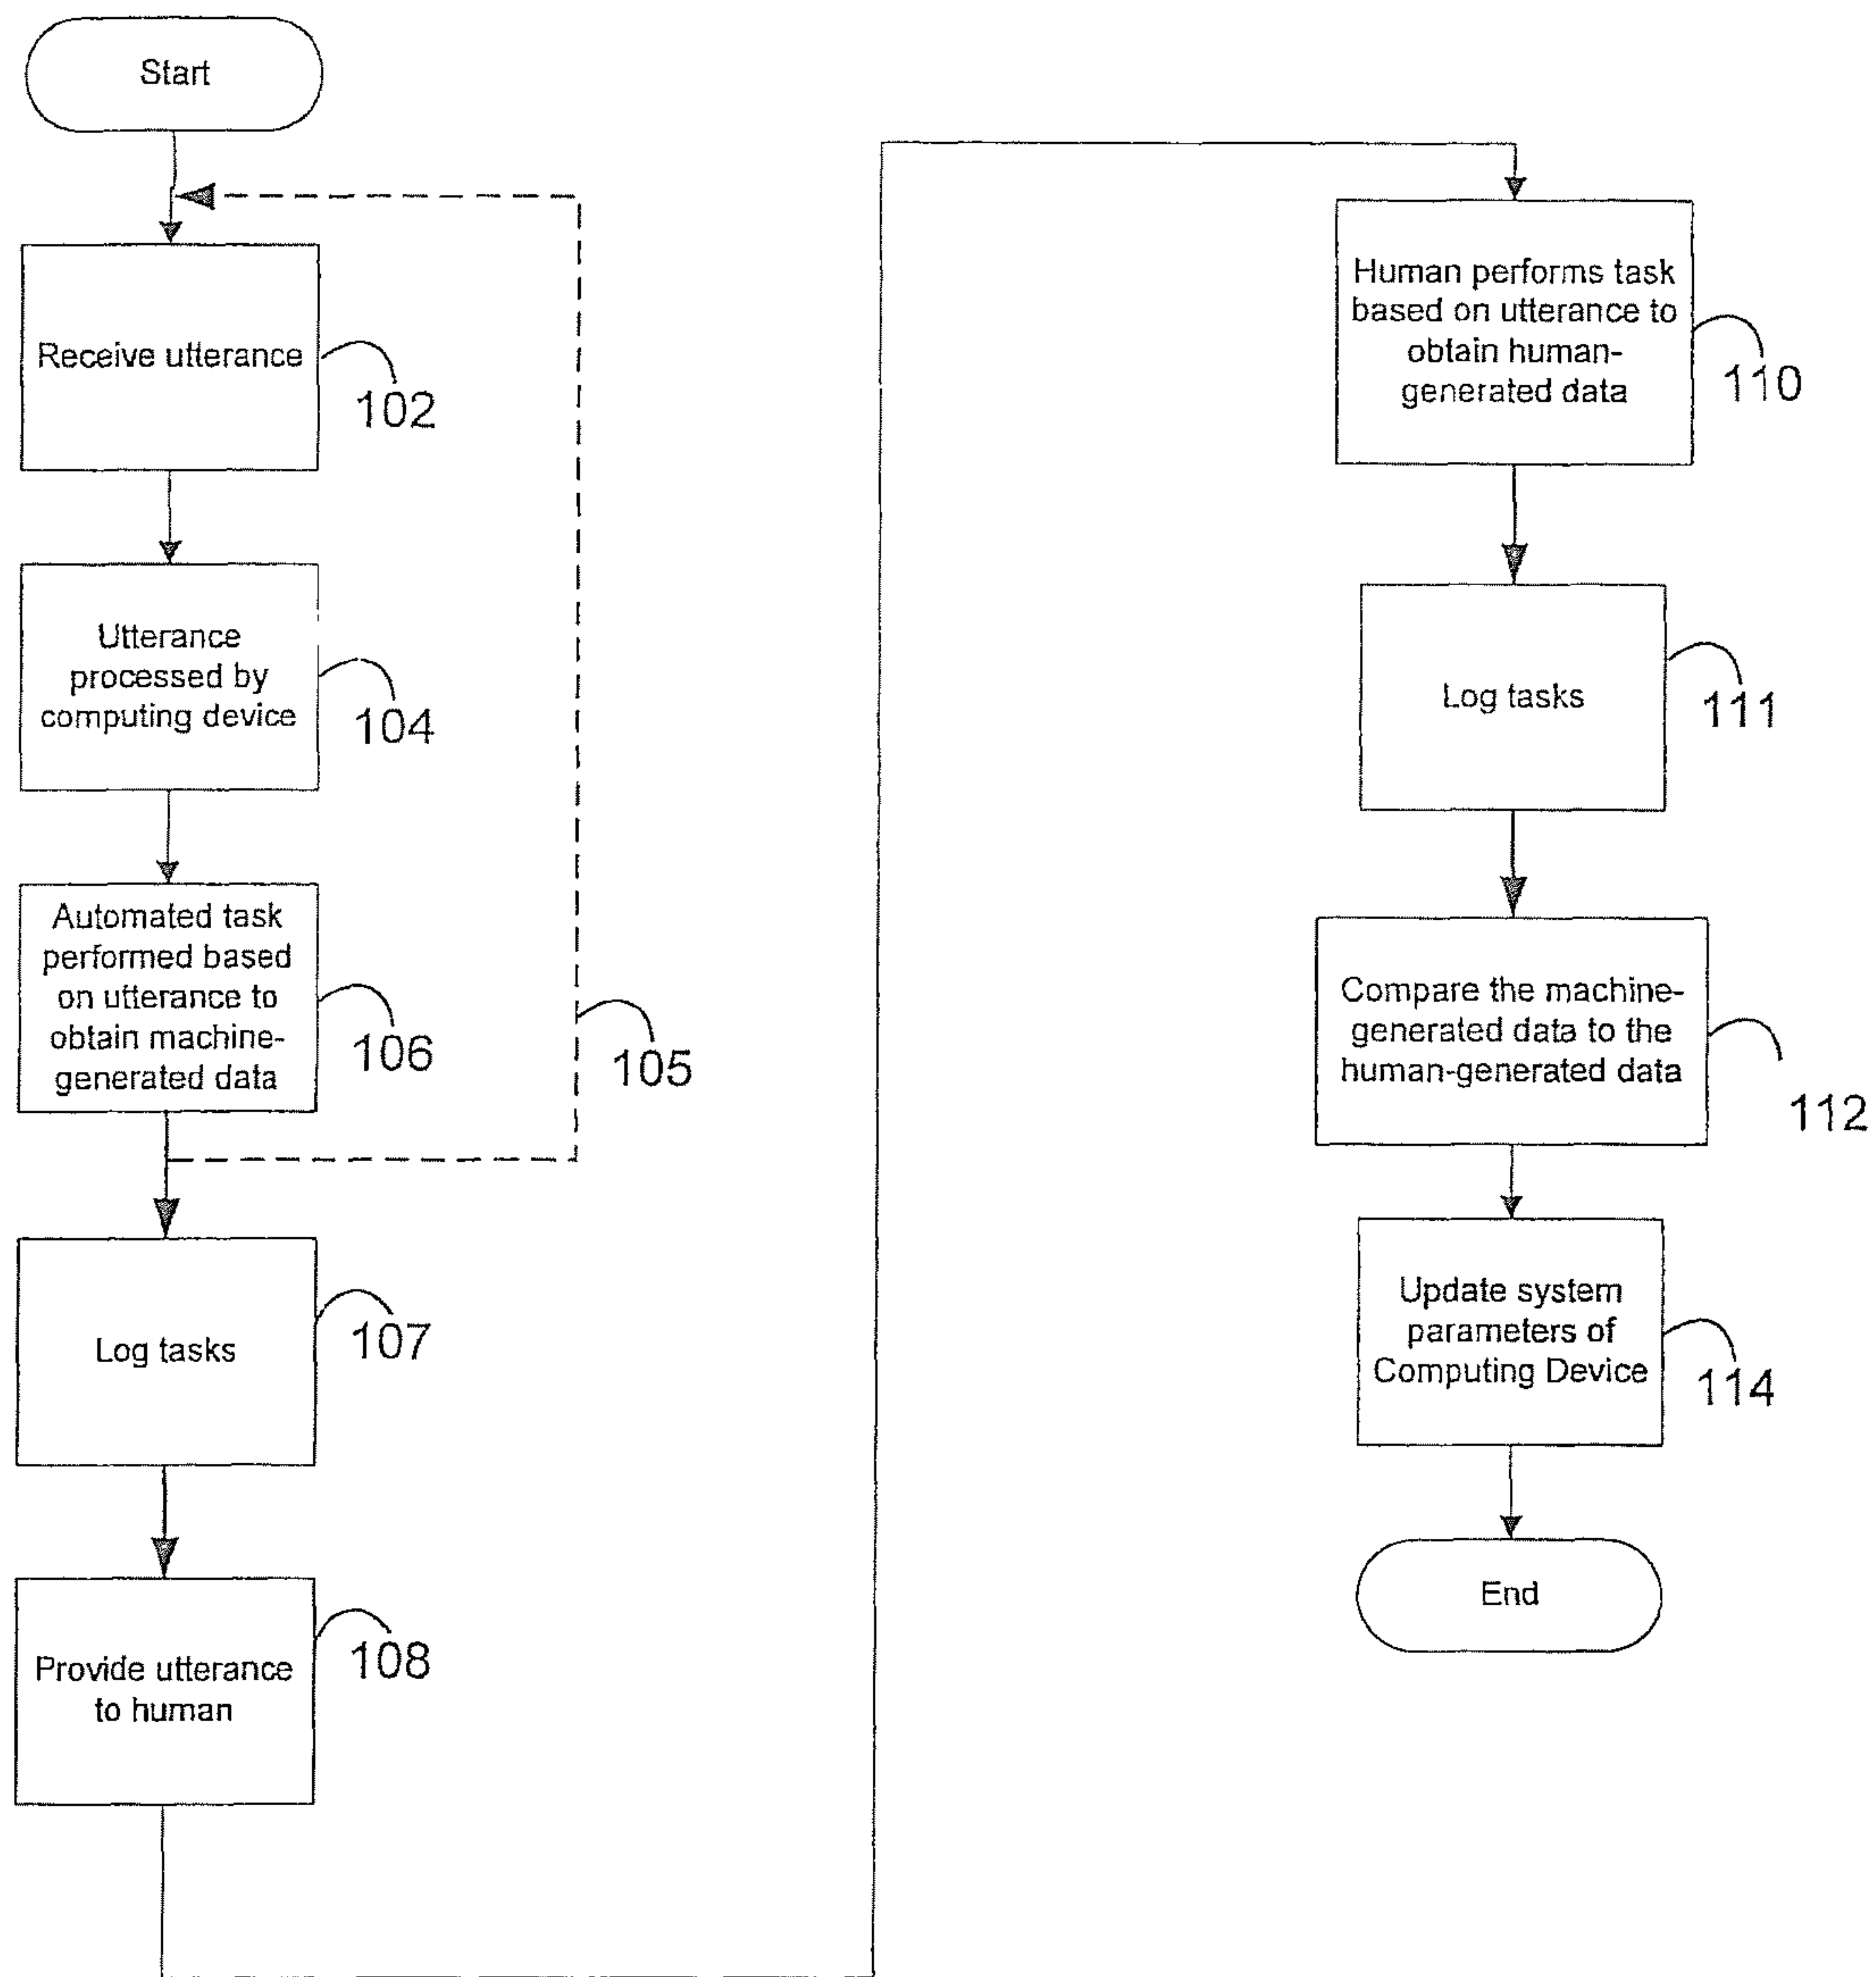 Start
Receive utterance
102
Utterance
processed by
computing device
104
105
Automated task
performed based
on utterance to
obtain machine-
generated data
106
Log tasks
107
Provide utterance
to human
108
Human performs task
based on utterance to
obtain human-
generated data
110
Log tasks
111
Compare the machine-
generated data to the
human-generated data
112
Update system
parameters of
Computing Device
114
End